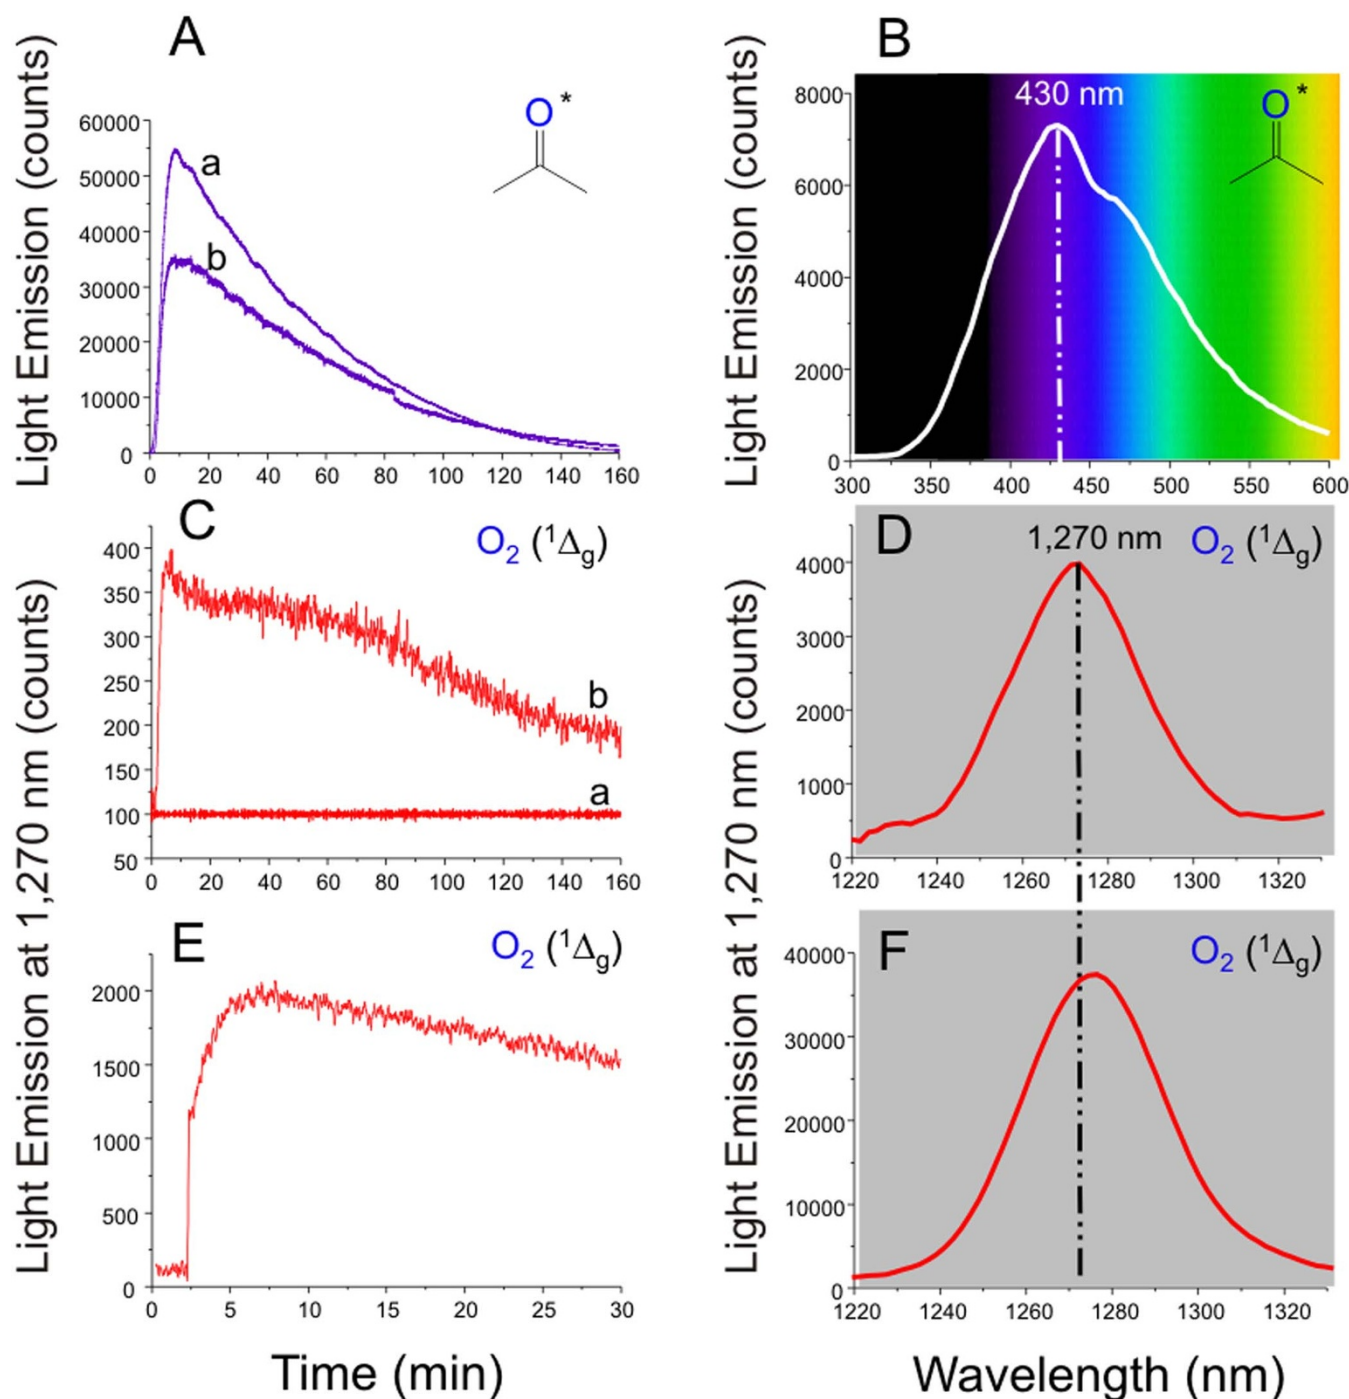 A
Light Emission (counts)
60000
50000
40000
30000
20000
10000
0
0 20 40 60 80 100 120 140 160
a
b
O *
B
Light Emission (counts)
8000
6000
4000
2000
0
300 350 400 450 500 550 600
430 nm
O *
C
O₂ (¹Δg)
Light Emission at 1,270 nm (counts)
400
350
300
250
200
150
100
50
0 20 40 60 80 100 120 140 160
b
a
D
1,270 nm
O₂ (¹Δg)
Light Emission at 1,270 nm (counts)
4000
3000
2000
1000
0
1220 1240 1260 1280 1300 1320
E
O₂ (¹Δg)
2000
1500
1000
500
0
0 5 10 15 20 25 30
Time (min)
F
O₂ (¹Δg)
40000
30000
20000
10000
0
1220 1240 1260 1280 1300 1320
Wavelength (nm)